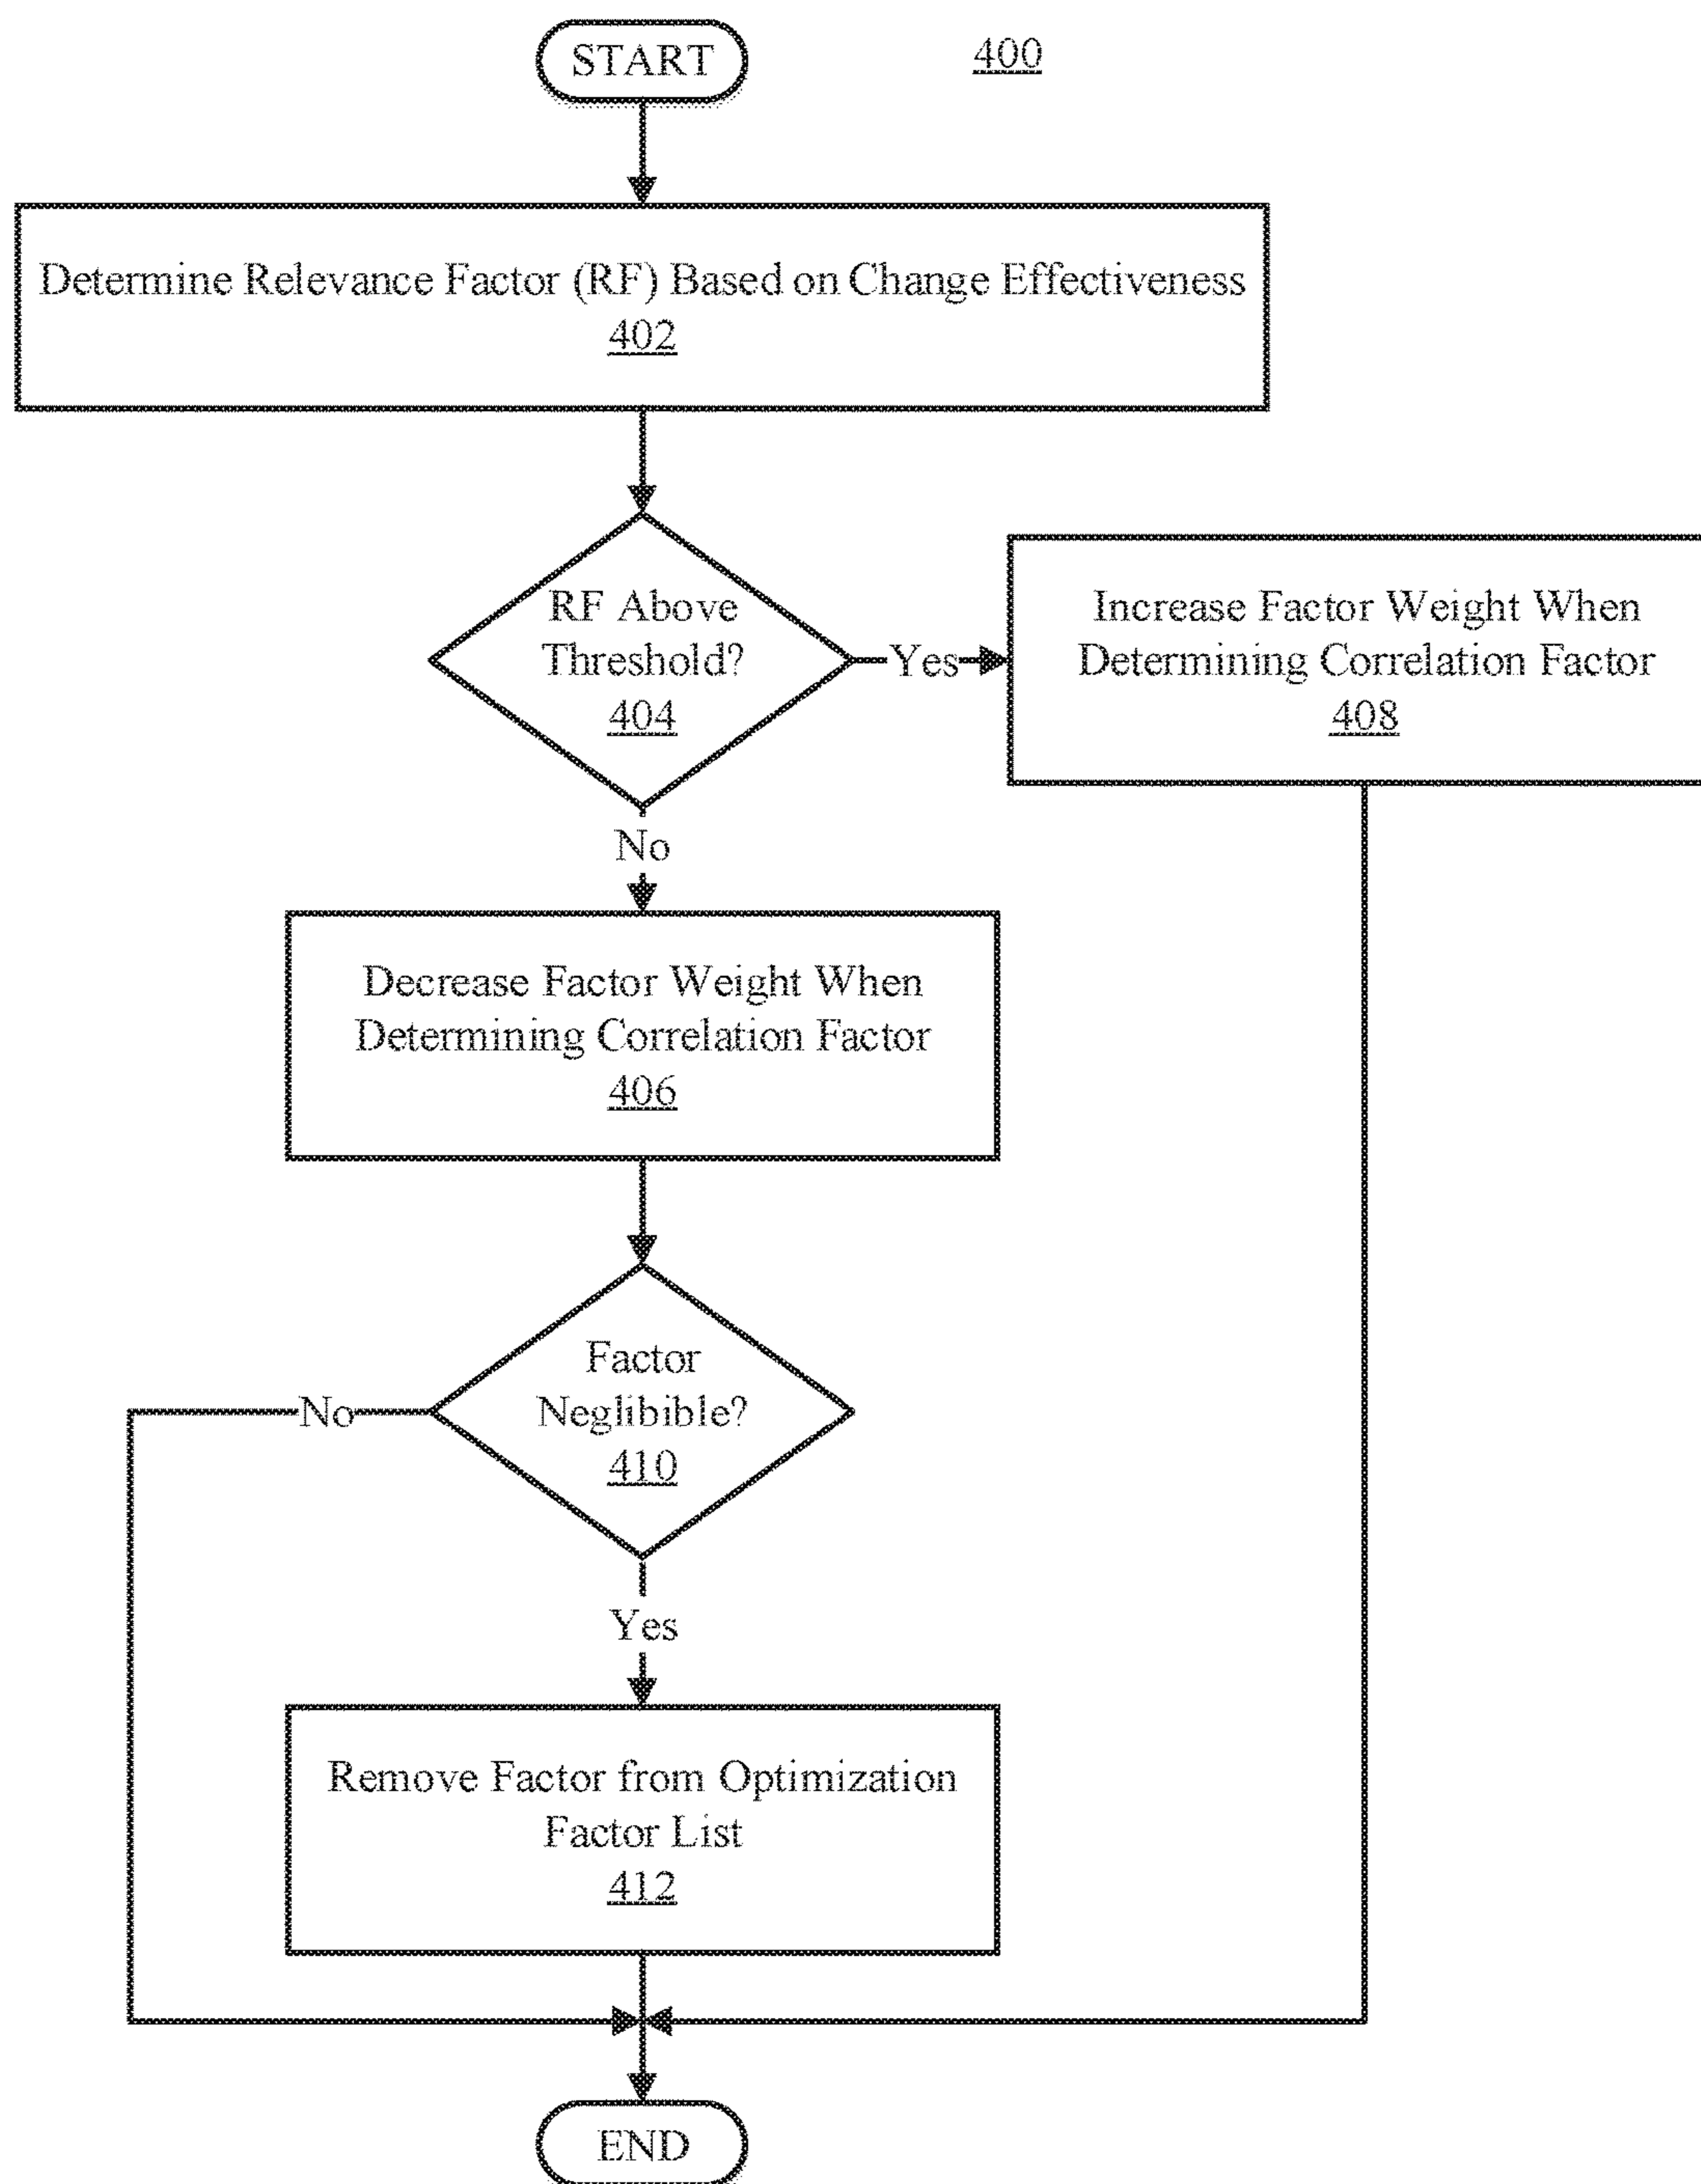 START
400
Determine Relevance Factor (RF) Based on Change Effectiveness
402
RF Above
Threshold?
404
Yes
Increase Factor Weight When
Determining Correlation Factor
408
No
Decrease Factor Weight When
Determining Correlation Factor
406
Factor
Neglibible?
410
No
Yes
Remove Factor from Optimization
Factor List
412
END